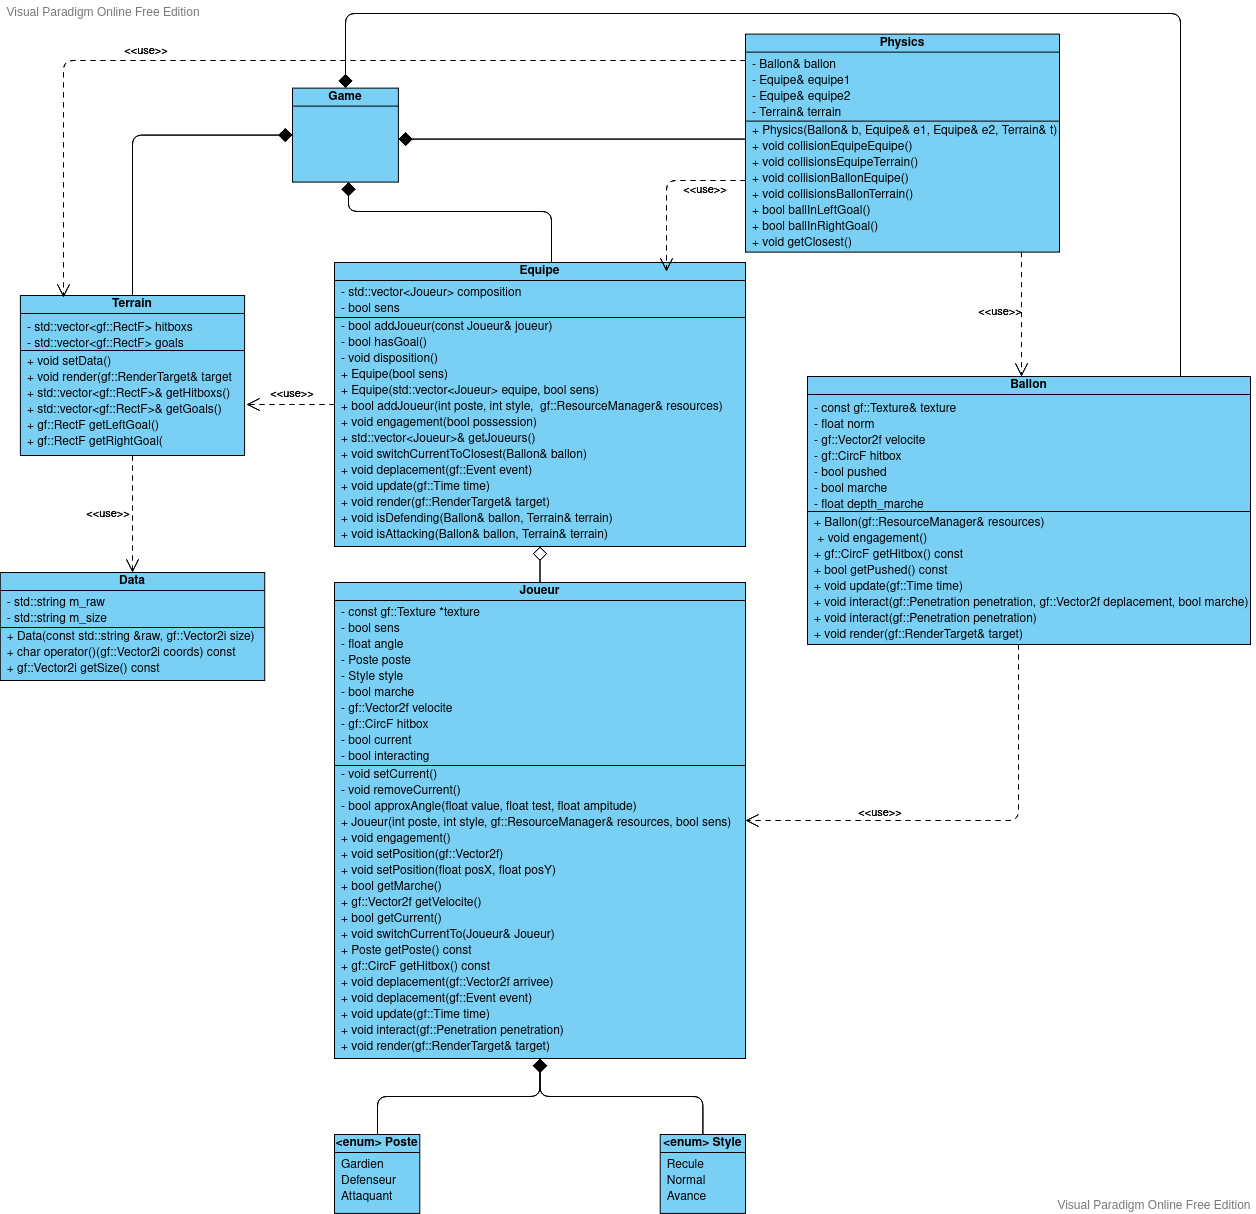 Visual Paradigm Online Free Edition
<<use>>
Physics
- Ballon& ballon
- Equipe& equipe1
- Equipe& equipe2
- Terrain& terrain
+ Physics(Ballon& b, Equipe& e1, Equipe& e2, Terrain& t)
+ void collisionEquipeEquipe()
+ void collisionsEquipeTerrain()
+ void collisionBallonEquipe()
+ void collisionsBallonTerrain()
+ bool ballInLeftGoal()
+ bool ballInRightGoal()
+ void getClosest()
Game
<<use>>
<<use>>
Equipe
- std::vector<Joueur> composition
- bool sens
- bool addJoueur(const Joueur& joueur)
- bool hasGoal()
- void disposition()
+ Equipe(bool sens)
+ Equipe(std::vector<Joueur> equipe, bool sens)
+ bool addJoueur(int poste, int style,  gf::ResourceManager& resources)
+ void engagement(bool possession)
+ std::vector<Joueur>& getJoueurs()
+ void switchCurrentToClosest(Ballon& ballon)
+ void deplacement(gf::Event event)
+ void update(gf::Time time)
+ void render(gf::RenderTarget& target)
+ void isDefending(Ballon& ballon, Terrain& terrain)
+ void isAttacking(Ballon& ballon, Terrain& terrain)
Terrain
- std::vector<gf::RectF> hitboxs
- std::vector<gf::RectF> goals
+ void setData()
+ void render(gf::RenderTarget& target
+ std::vector<gf::RectF>& getHitboxs()
+ std::vector<gf::RectF>& getGoals()
+ gf::RectF getLeftGoal()
+ gf::RectF getRightGoal(
<<use>>
<<use>>
Ballon
- const gf::Texture& texture
- float norm
- gf::Vector2f velocite
- gf::CircF hitbox
- bool pushed
- bool marche
- float depth_marche
+ Ballon(gf::ResourceManager& resources)
+ void engagement()
+ gf::CircF getHitbox() const
+ bool getPushed() const
+ void update(gf::Time time)
+ void interact(gf::Penetration penetration, gf::Vector2f deplacement, bool marche)
+ void interact(gf::Penetration penetration)
+ void render(gf::RenderTarget& target)
Data
- std::string m_raw
- std::string m_size
+ Data(const std::string &raw, gf::Vector2i size)
+ char operator()(gf::Vector2i coords) const
+ gf::Vector2i getSize() const
Joueur
- const gf::Texture *texture
- bool sens
- float angle
- Poste poste
- Style style
- bool marche
- gf::Vector2f velocite
- gf::CircF hitbox
- bool current
- bool interacting
- void setCurrent()
- void removeCurrent()
- bool approxAngle(float value, float test, float ampitude)
+ Joueur(int poste, int style, gf::ResourceManager& resources, bool sens)
+ void engagement()
+ void setPosition(gf::Vector2f)
+ void setPosition(float posX, float posY)
+ bool getMarche()
+ gf::Vector2f getVelocite()
+ bool getCurrent()
+ void switchCurrentTo(Joueur& Joueur)
+ Poste getPoste() const
+ gf::CircF getHitbox() const
+ void deplacement(gf::Vector2f arrivee)
+ void deplacement(gf::Event event)
+ void update(gf::Time time)
+ void interact(gf::Penetration penetration)
+ void render(gf::RenderTarget& target)
<<use>>
<enum> Poste
Gardien
Defenseur
Attaquant
<enum> Style
Recule
Normal
Avance
Visual Paradigm Online Free Edition